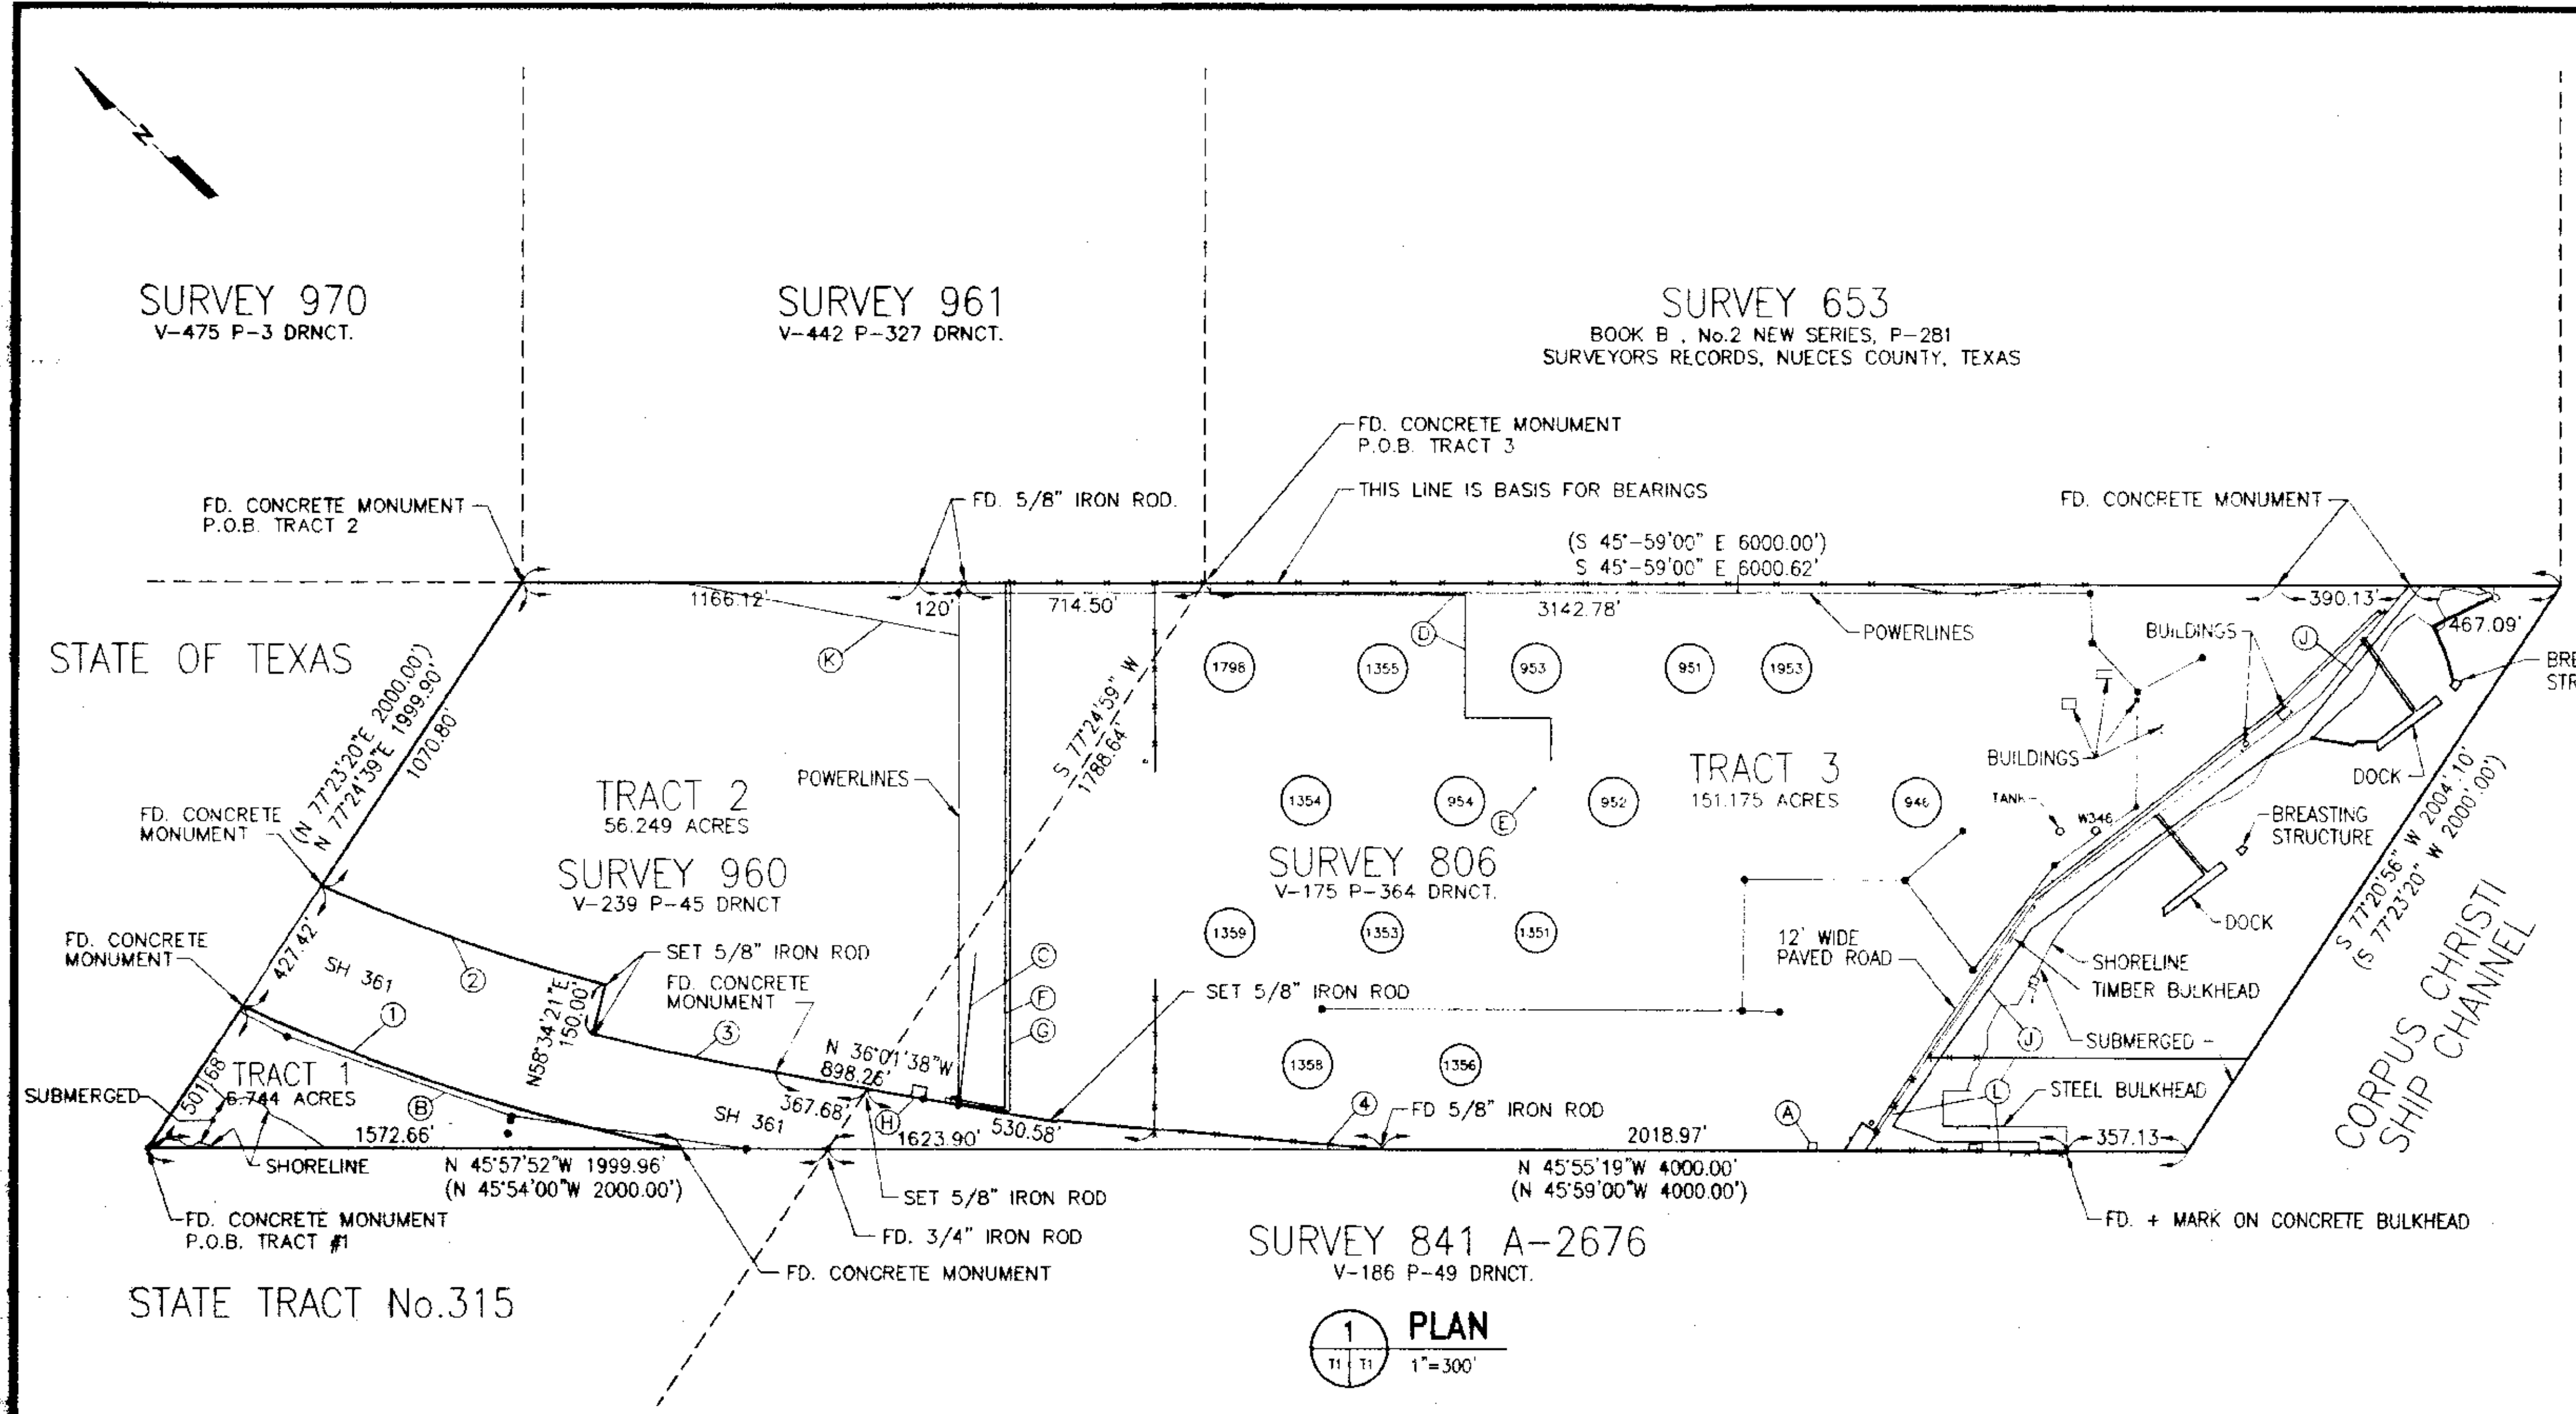 N
SURVEY 970
V-475 P-3 DRNCT.
SURVEY 961
V-442 P-327 DRNCT.
SURVEY 653
BOOK B , No.2 NEW SERIES, P-281
SURVEYORS RECORDS, NUECES COUNTY, TEXAS
FD. CONCRETE MONUMENT
P.O.B. TRACT 3
THIS LINE IS BASIS FOR BEARINGS
FD. CONCRETE MONUMENT
P.O.B. TRACT 2
FD. 5/8" IRON ROD.
FD. CONCRETE MONUMENT
(S 45°-59'00" E 6000.00')
S 45°-59'00" E 6000.62'
1166.12'
120'
714.50'
3142.78'
390.13'
467.09'
STATE OF TEXAS
K
D
POWERLINES
BUILDINGS
J
1798
1355
953
951
1953
S 77°24'59" W
1788.64'
(N 77°23'20"E 2000.00')
N 77°24'39"E 1999.90'
1070.80'
POWERLINES
TRACT 2
56.249 ACRES
TRACT 3
151.175 ACRES
BUILDINGS
DOCK
FD. CONCRETE
MONUMENT
SURVEY 960
V-239 P-45 DRNCT
1354
954
952
946
E
TANK
W346
BREASTING
STRUCTURE
SURVEY 806
V-175 P-364 DRNCT.
S 77°20'56" W 2004.10'
(S 77°23'20" W 2000.00')
DOCK
FD. CONCRETE
MONUMENT
427.42'
SH 361
2
SET 5/8" IRON ROD
FD. CONCRETE
MONUMENT
C
F
G
1359
1353
1351
12' WIDE
PAVED ROAD
SHORELINE
TIMBER BULKHEAD
SET 5/8" IRON ROD
1
N58°34'21"E
150.00'
3
N 36°01'38"W
898.26'
1358
1356
J
SUBMERGED
CORPUS CHRISTI
SHIP CHANNEL
SUBMERGED
501.68'
TRACT 1
6.744 ACRES
B
367.68'
H
SH 361
4
FD 5/8" IRON ROD
A
L
STEEL BULKHEAD
1572.66'
1623.90'
530.58'
2018.97'
357.13
SHORELINE
N 45°57'52"W 1999.96'
(N 45°54'00"W 2000.00')
N 45°55'19"W 4000.00'
(N 45°59'00"W 4000.00')
SET 5/8" IRON ROD
FD. CONCRETE MONUMENT
P.O.B. TRACT #1
FD. 3/4" IRON ROD
FD. + MARK ON CONCRETE BULKHEAD
SURVEY 841 A-2676
V-186 P-49 DRNCT.
FD. CONCRETE MONUMENT
STATE TRACT No.315
1
T1 T1
PLAN
1"=300'